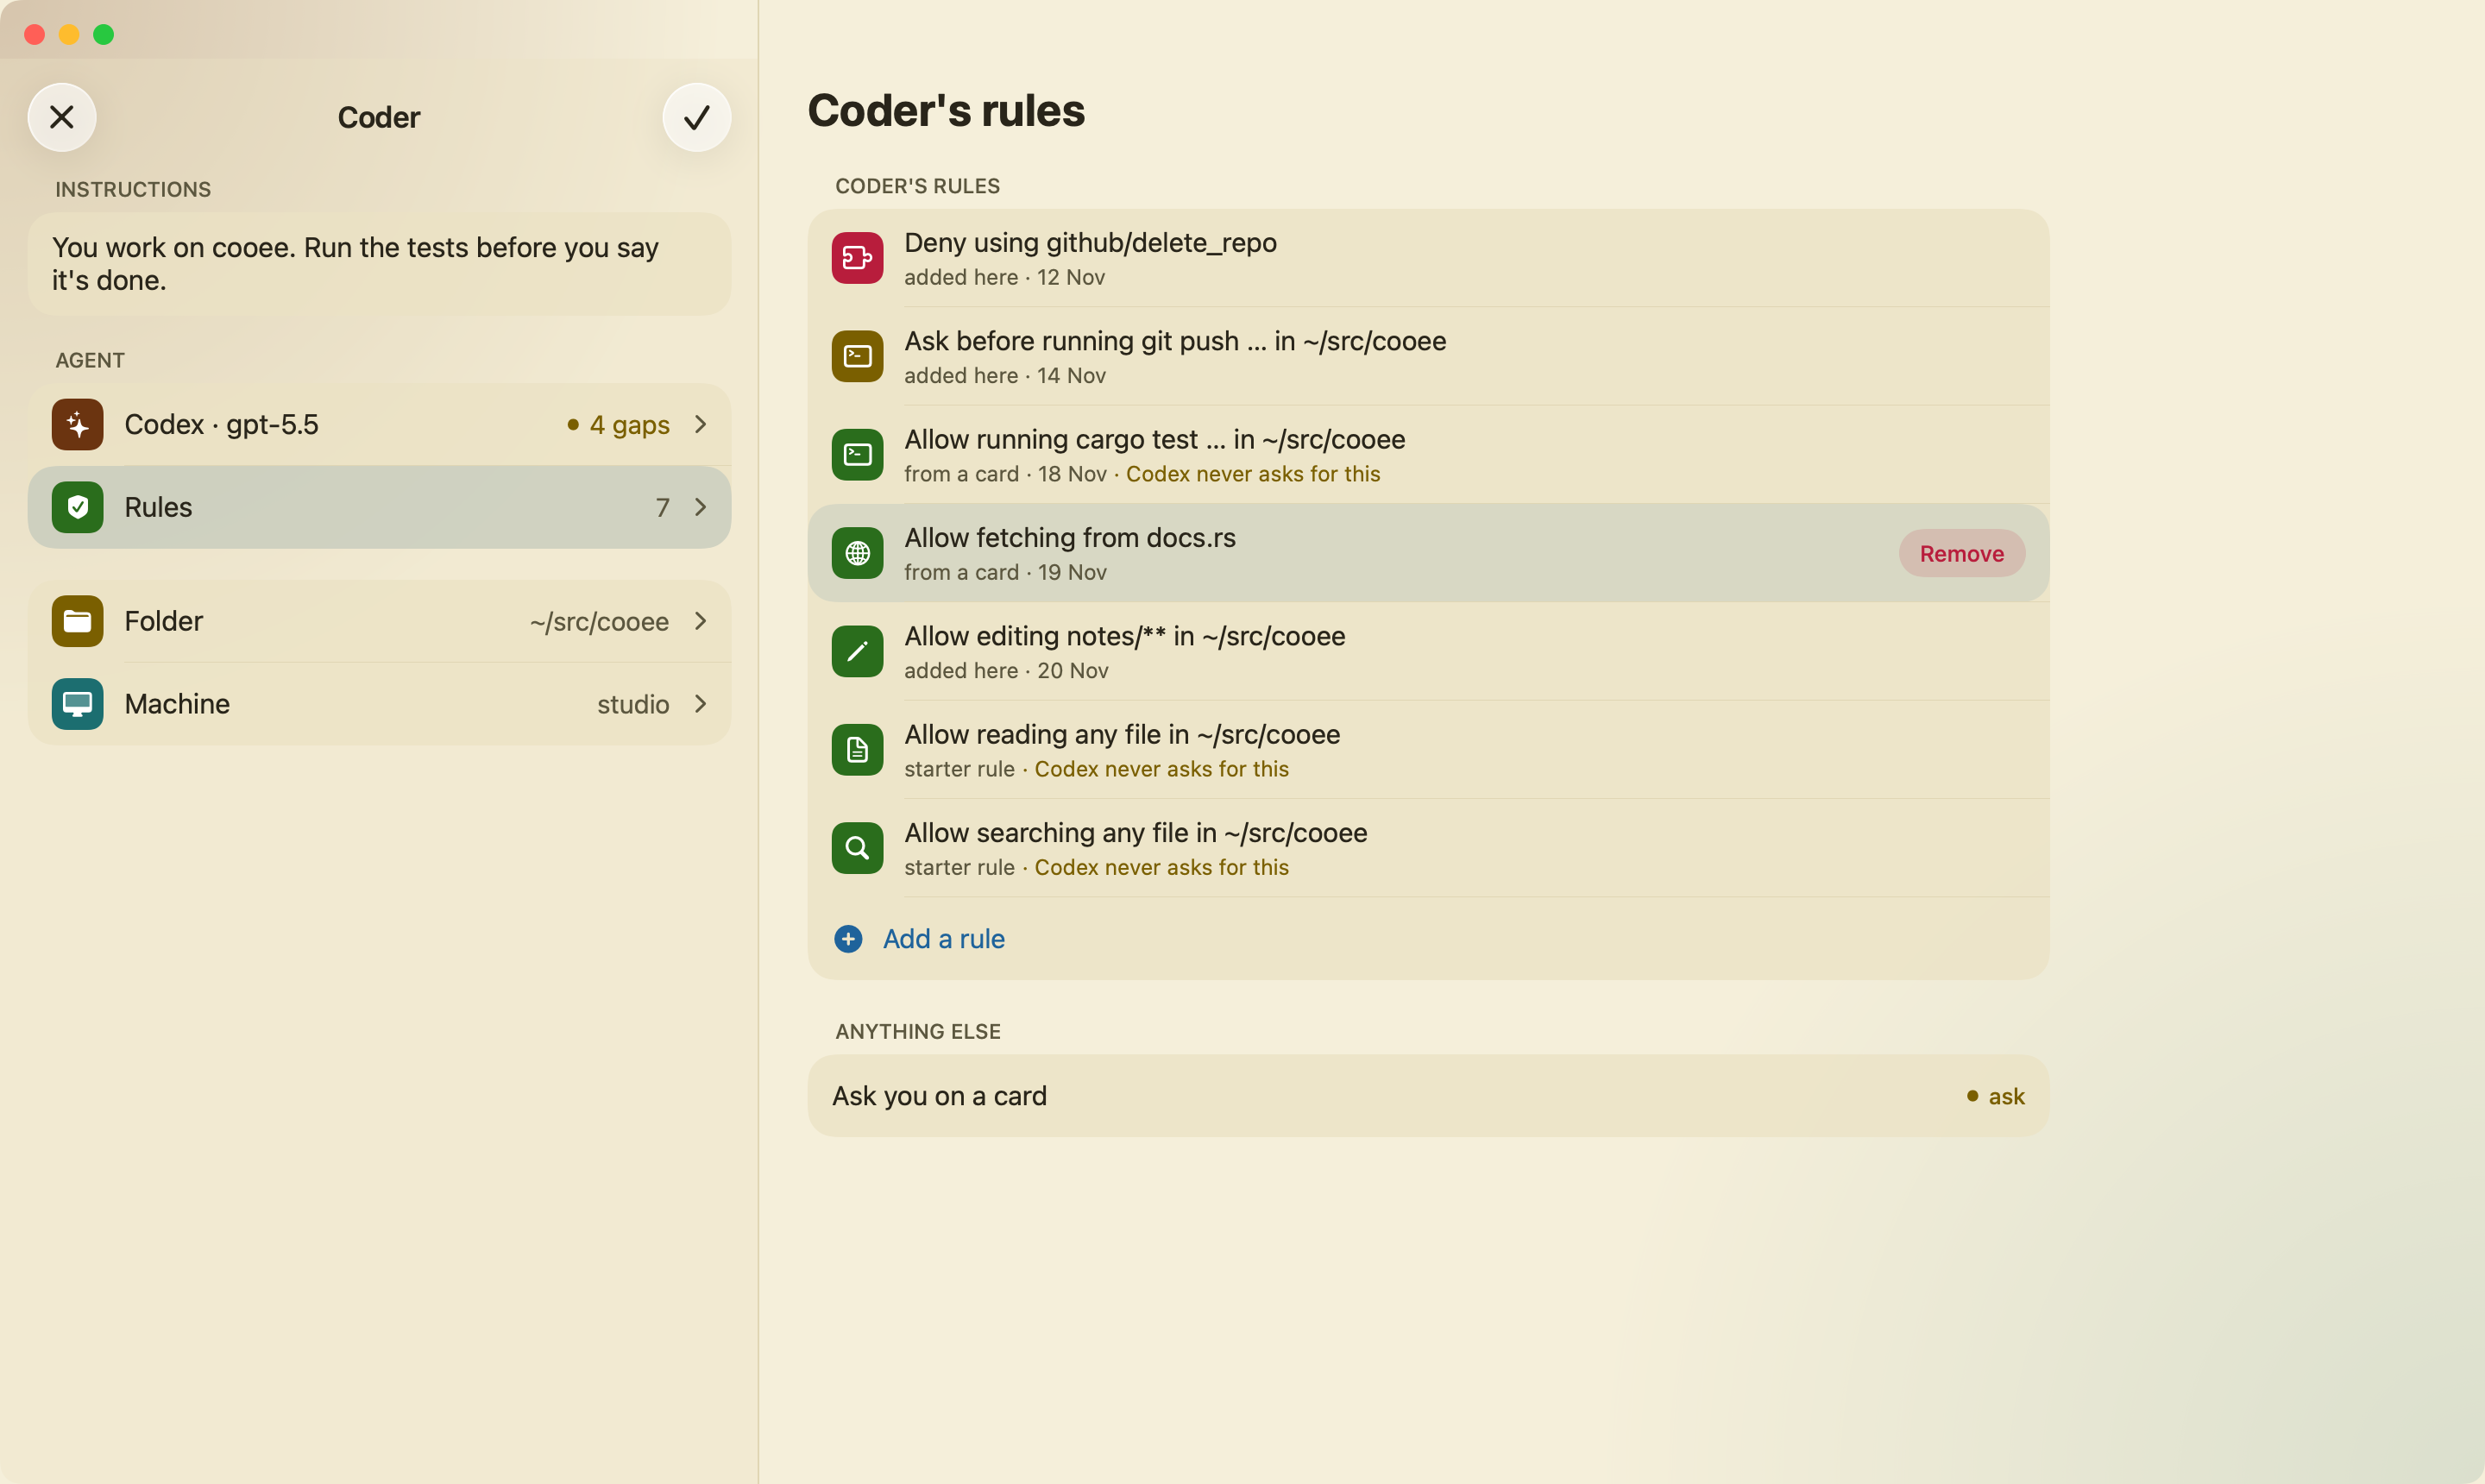 Coder
INSTRUCTIONS
You work on cooee. Run the tests before you say
it's done.
AGENT
Codex · gpt-5.5
4 gaps
Rules
7
Folder
~/src/cooee
Machine
studio
Coder's rules
CODER'S RULES
Deny using github/delete_repo
added here · 12 Nov
Ask before running git push ... in ~/src/cooee
added here · 14 Nov
Allow running cargo test ... in ~/src/cooee
from a card · 18 Nov · Codex never asks for this
Allow fetching from docs.rs
from a card · 19 Nov
Remove
Allow editing notes/** in ~/src/cooee
added here · 20 Nov
Allow reading any file in ~/src/cooee
starter rule · Codex never asks for this
Allow searching any file in ~/src/cooee
starter rule · Codex never asks for this
Add a rule
ANYTHING ELSE
Ask you on a card
ask